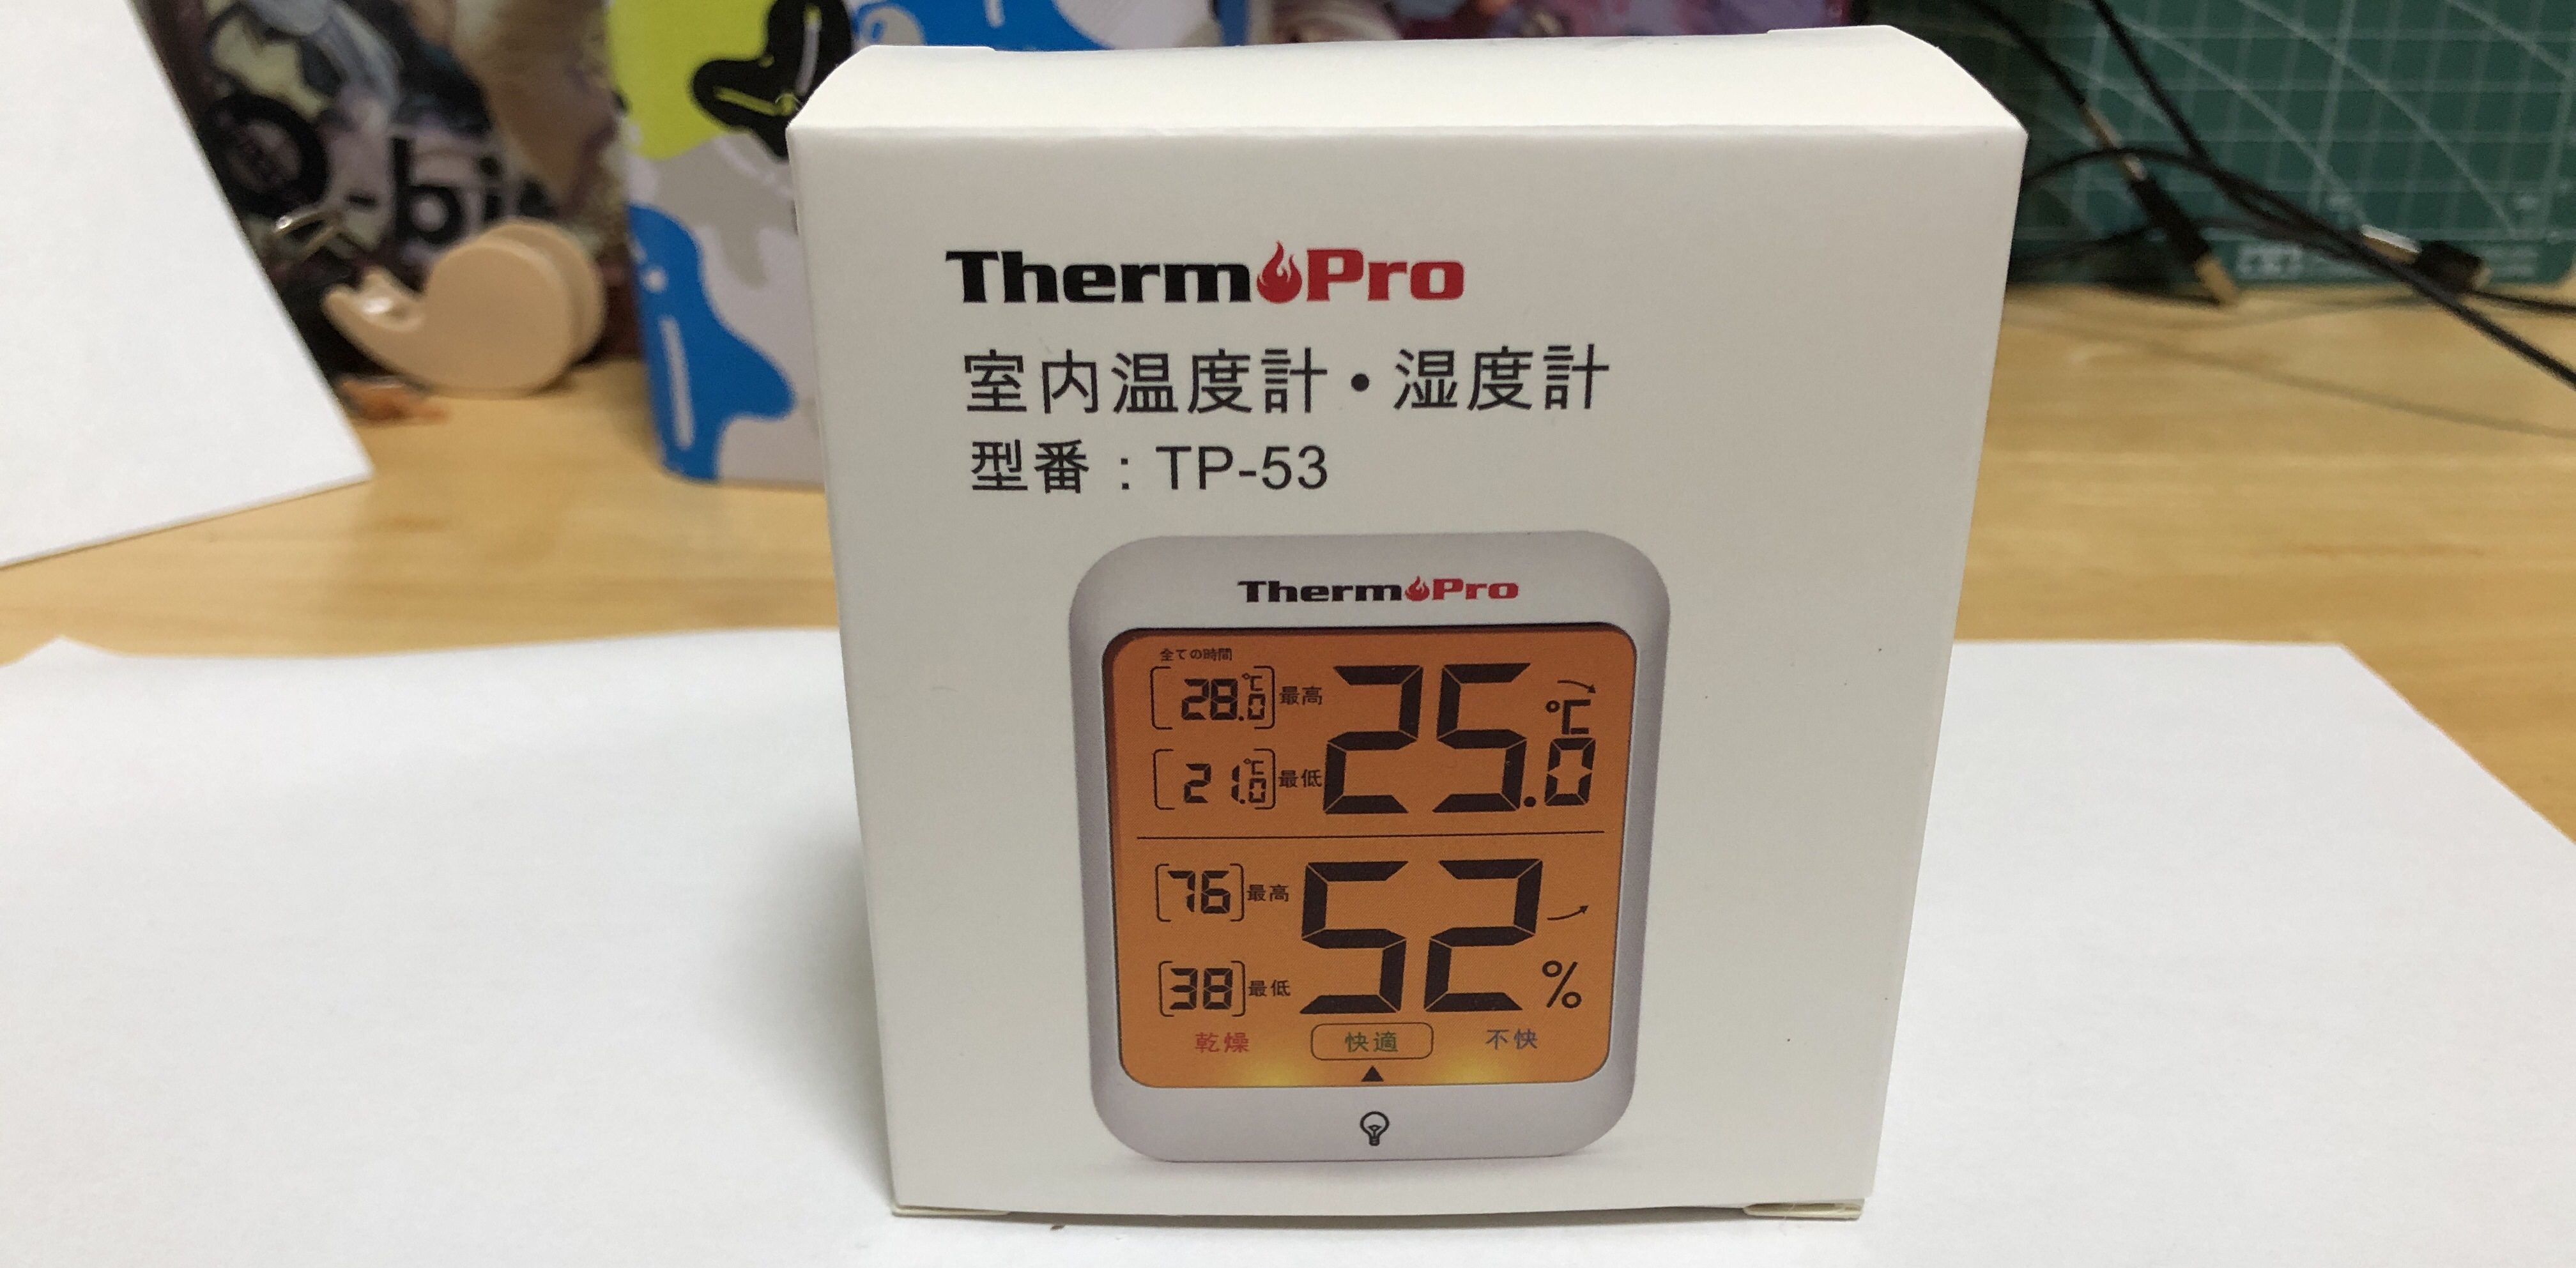 ThermoPro
室内温度計・湿度計
型番：TP-53
ThermoPro
全ての時間
28.0℃ 最高
25.0℃
21.0℃ 最低
76 最高
52%
38 最低
乾燥 快適 不快
-bi